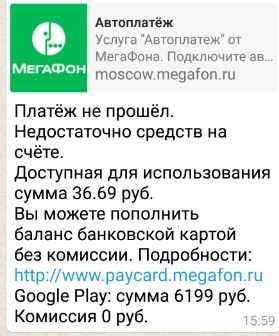 Автоплатёж
Услуга "Автоплатеж" от
МегаФона. Подключите ав...
moscow.megafon.ru
МЕГАФОН
Платёж не прошёл.
Недостаточно средств на
счёте.
Доступная для использования
сумма 36.69 руб.
Вы можете пополнить
баланс банковской картой
без комиссии. Подробности:
http://www.paycard.megafon.ru
Google Play: сумма 6199 руб.
Комиссия 0 руб.
15:59